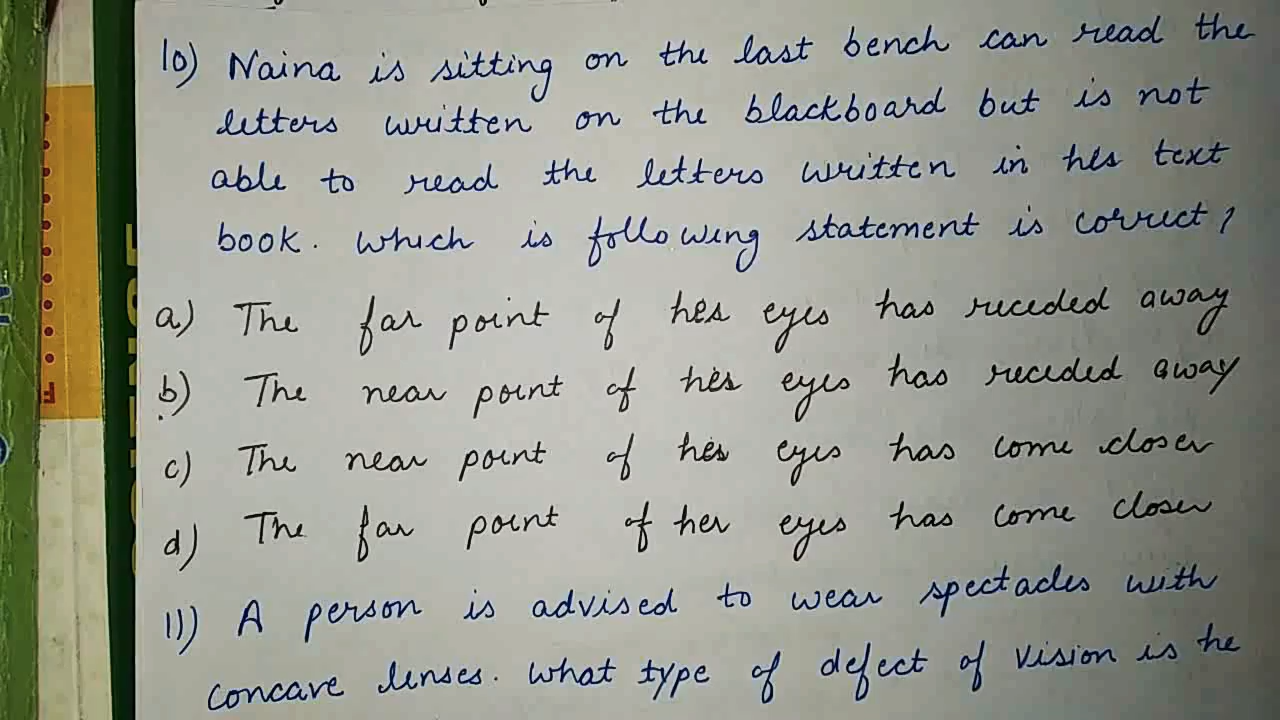 10) Naina is sitting on the last bench can read the
letters written on the blackboard but is not
able to read the letters written in his text
book. which is following statement is correct ?
a) The far point of his eyes has receded away
b) The near point of his eyes has receded away
c) The near point of his eyes has come closer
d) The far point of her eyes has come closer
11) A person is advised to wear spectacles with
concave lenses. What type of defect of vision is he